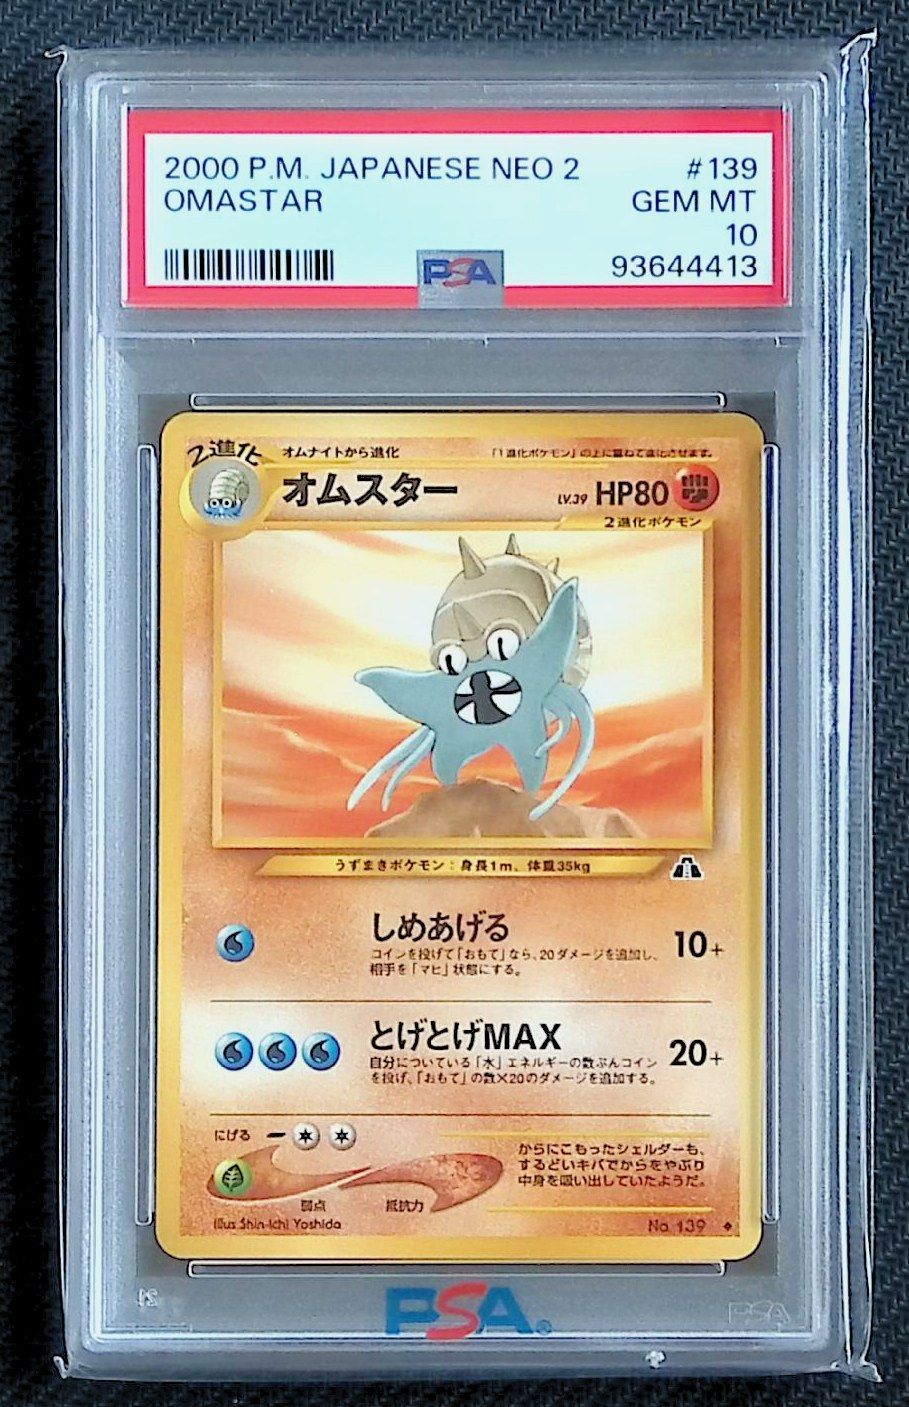 2000 P.M. JAPANESE NEO 2 #139
OMASTAR GEM MT
10
PSA 93644413
2進化
オムナイトから進化 「1進化ポケモン」の上に重ねて進化させます。
オムスター LV.39 HP80
2進化ポケモン
うずまきポケモン:身長1m、体重35kg
しめあげる 10+
コインを投げて「おもて」なら、20ダメージを追加し、
相手を「マヒ」状態にする。
とげとげMAX 20+
自分についている「水」エネルギーの数ぶんコイン
を投げ、「おもて」の数×20のダメージを追加する。
にげる
からにこもったシェルダーも、
するどいキバでからをやぶり
中身を吸い出していたようだ。
弱点 抵抗力
Illus. Shin-ichi Yoshida No. 139
PSA®
21 PSA